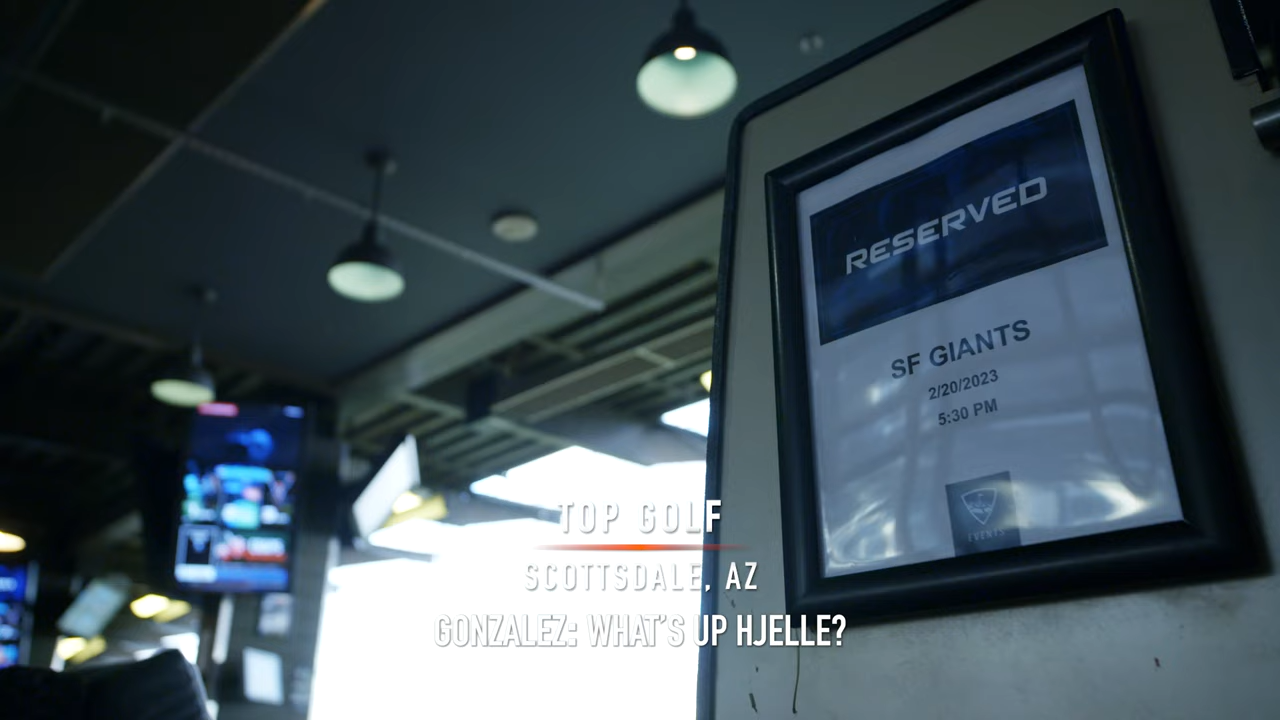 RESERVED
SF GIANTS
2/20/2023
5:30 PM
EVENTS
TOP GOLF
SCOTTSDALE, AZ
GONZALEZ: WHAT'S UP HJELLE?